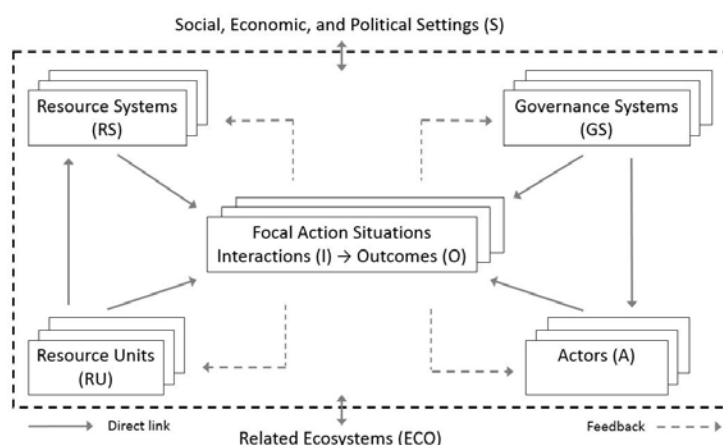 Social, Economic, and Political Settings (S)
Resource Systems
(RS)
Governance Systems
(GS)
Focal Action Situations
Interactions (I) → Outcomes (O)
Resource Units
(RU)
Actors (A)
Direct link
Related Ecosystems (ECO)
Feedback